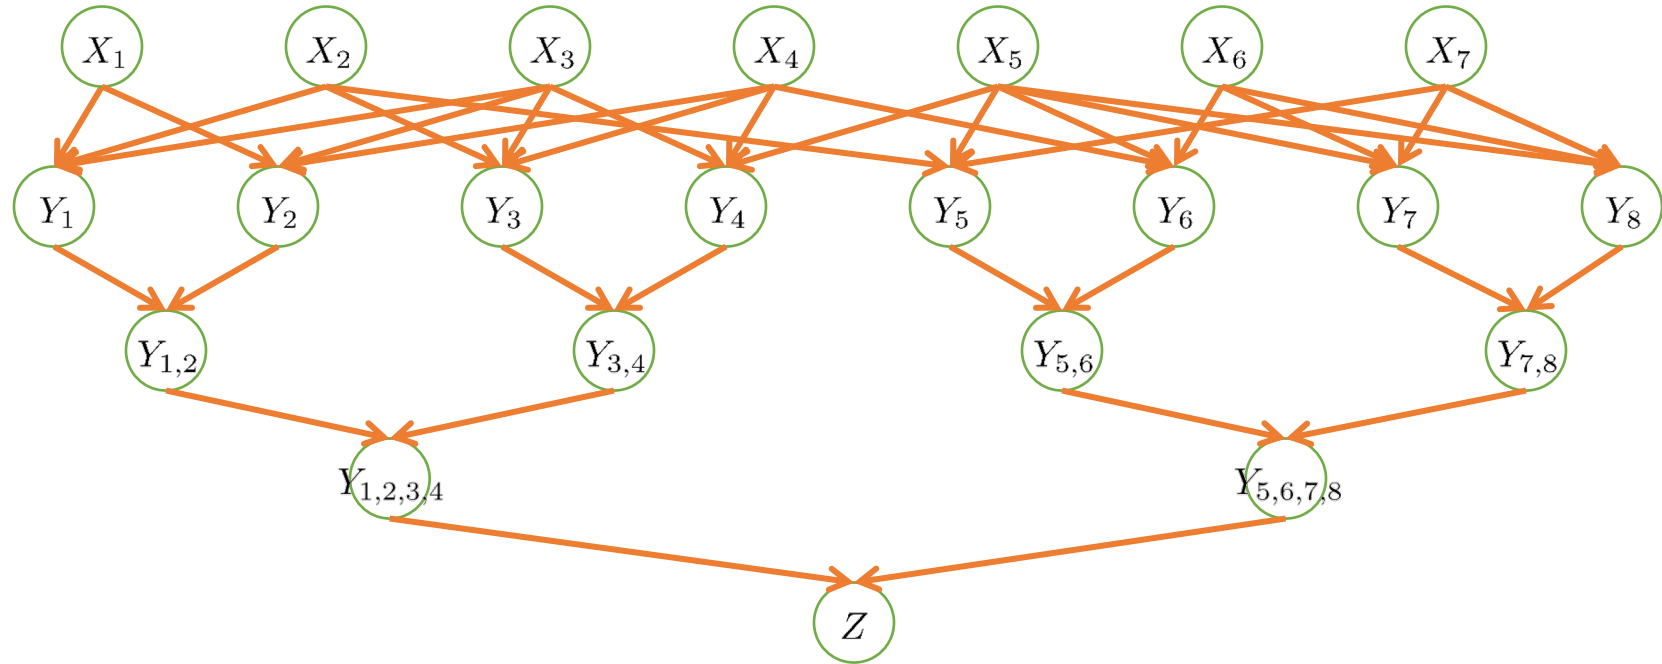 X1 X2 X3 X4 X5 X6 X7
Y1 Y2 Y3 Y4 Y5 Y6 Y7 Y8
Y1,2 Y3,4 Y5,6 Y7,8
Y1,2,3,4 Y5,6,7,8
Z